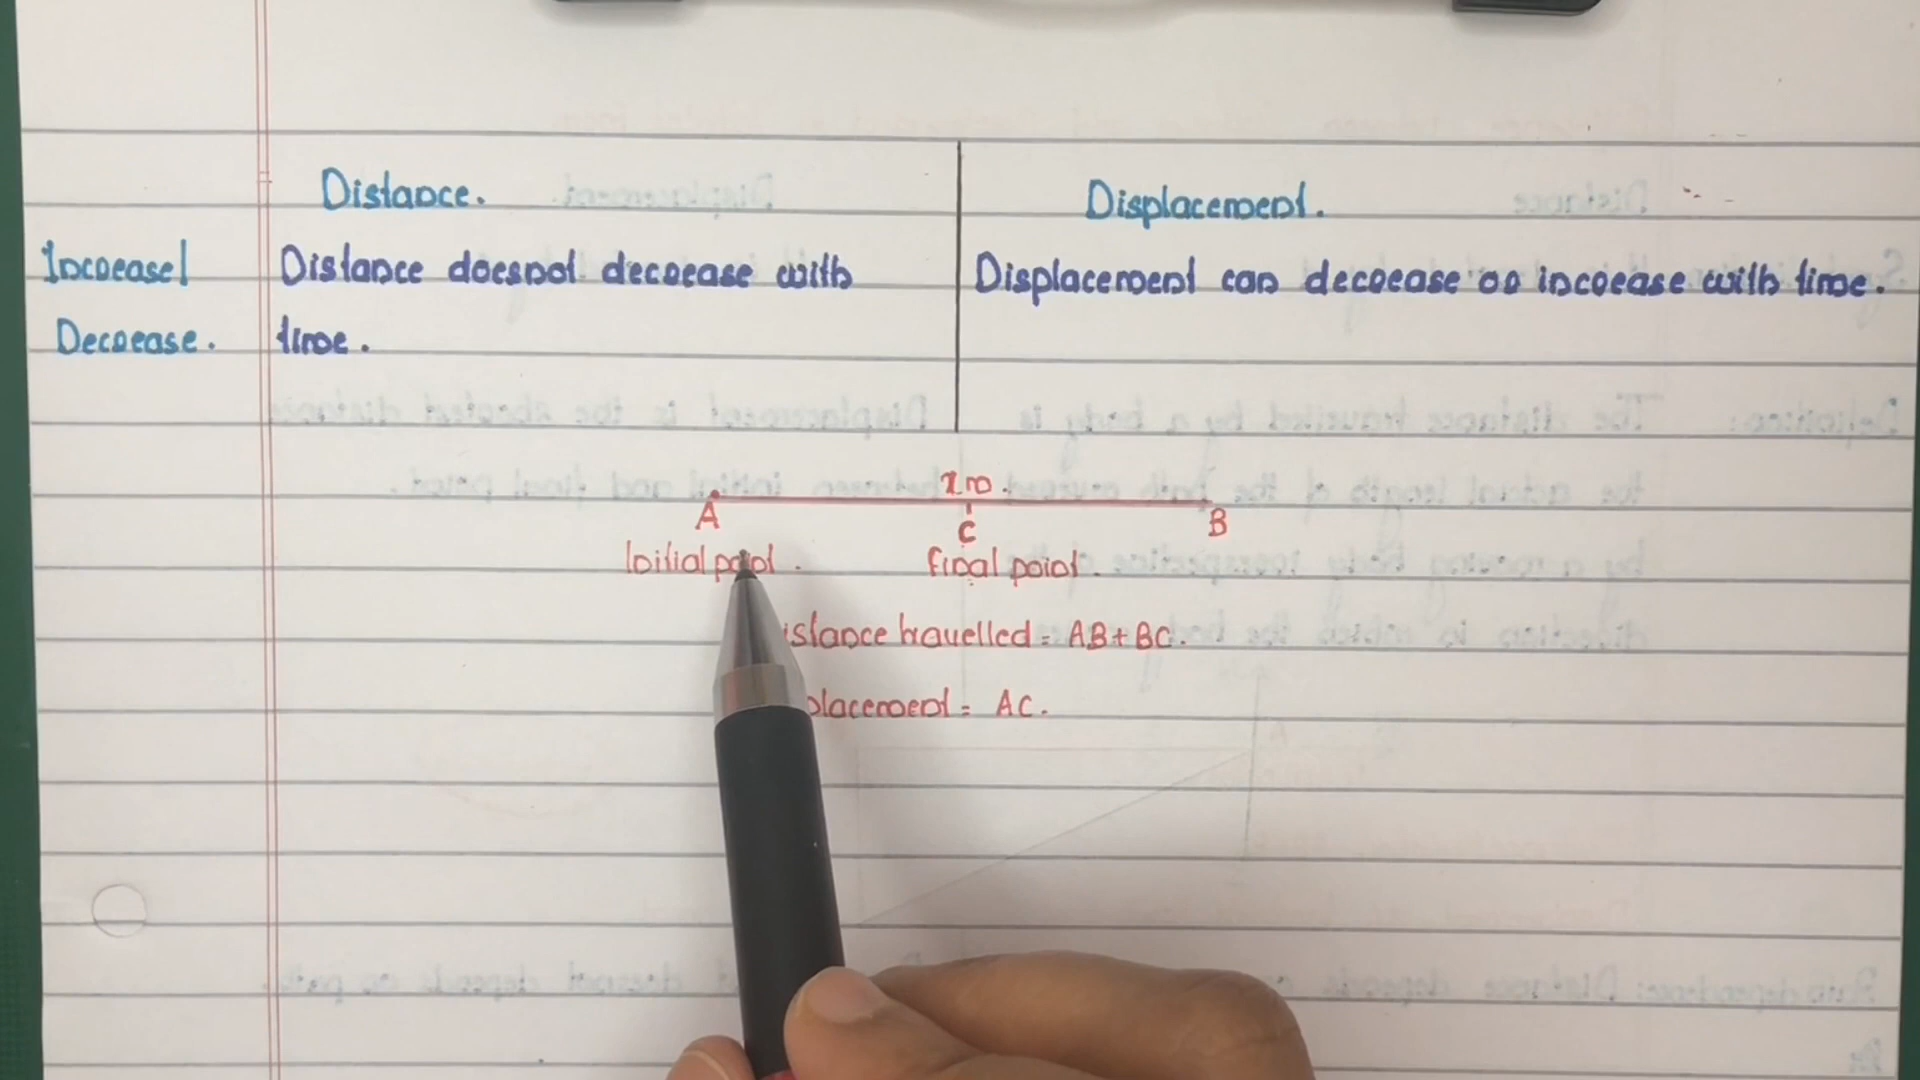 Distance. Displacement.
Increase/ Distance doesnot decrease with Displacement can decrease or increase with time.
Decrease. time.
1m.
A C B
Initial point. final point.
istance travelled = AB + BC.
placement = AC.